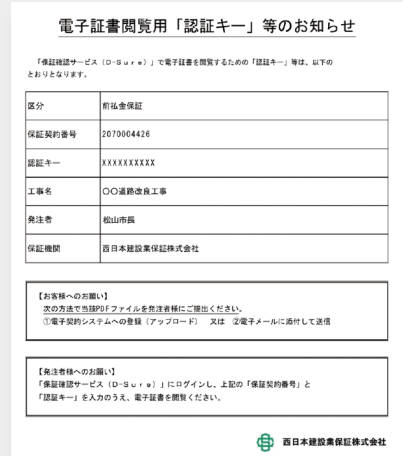 電子証書閲覧用「認証キー」等のお知らせ
「保証確認サービス（D-Sure）」で電子証書を閲覧するための「認証キー」等は、以下の
とおりとなります。
区分 前払金保証
保証契約番号 2070004426
認証キー XXXXXXXXXX
工事名 〇〇道路改良工事
発注者 松山市長
保証機関 西日本建設業保証株式会社
【お客様へのお願い】
次の方法で当該PDFファイルを発注者様にご提出ください。
①電子契約システムへの登録（アップロード） 又は ②電子メールに添付して送信
【発注者様へのお願い】
「保証確認サービス（D-Sure）」にログインし、上記の「保証契約番号」と
「認証キー」を入力のうえ、電子証書を閲覧ください。
西日本建設業保証株式会社